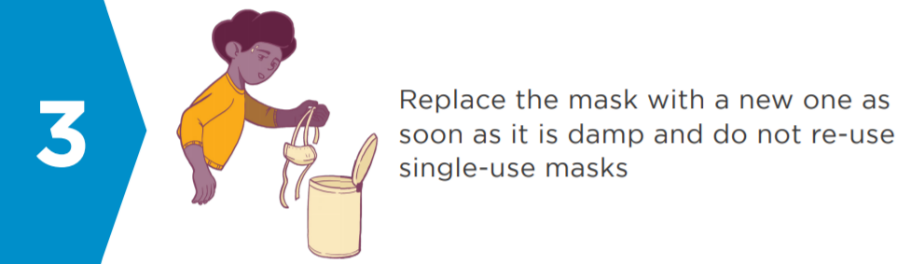 3
Replace the mask with a new one as
soon as it is damp and do not re-use
single-use masks